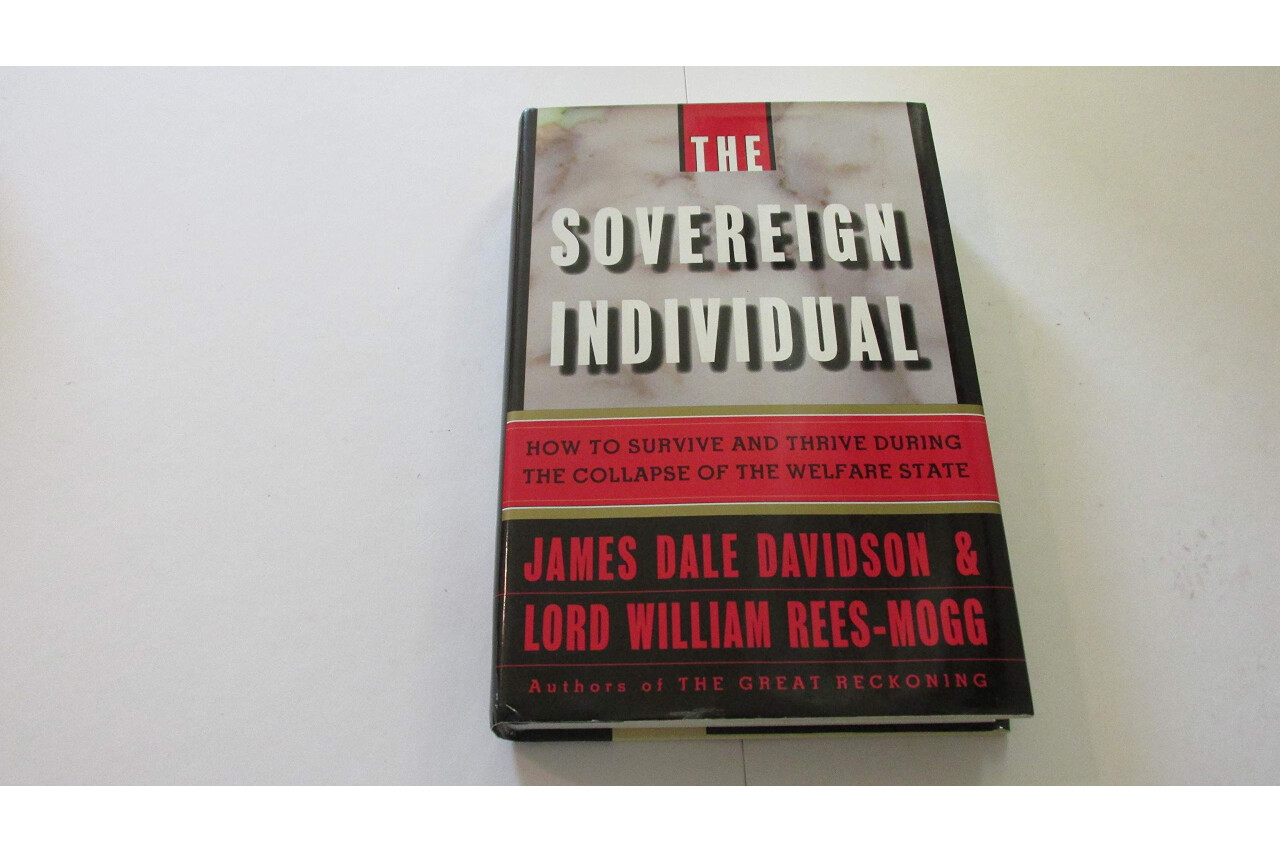 THE
SOVEREIGN
INDIVIDUAL
HOW TO SURVIVE AND THRIVE DURING
THE COLLAPSE OF THE WELFARE STATE
JAMES DALE DAVIDSON &
LORD WILLIAM REES-MOGG
Authors of THE GREAT RECKONING